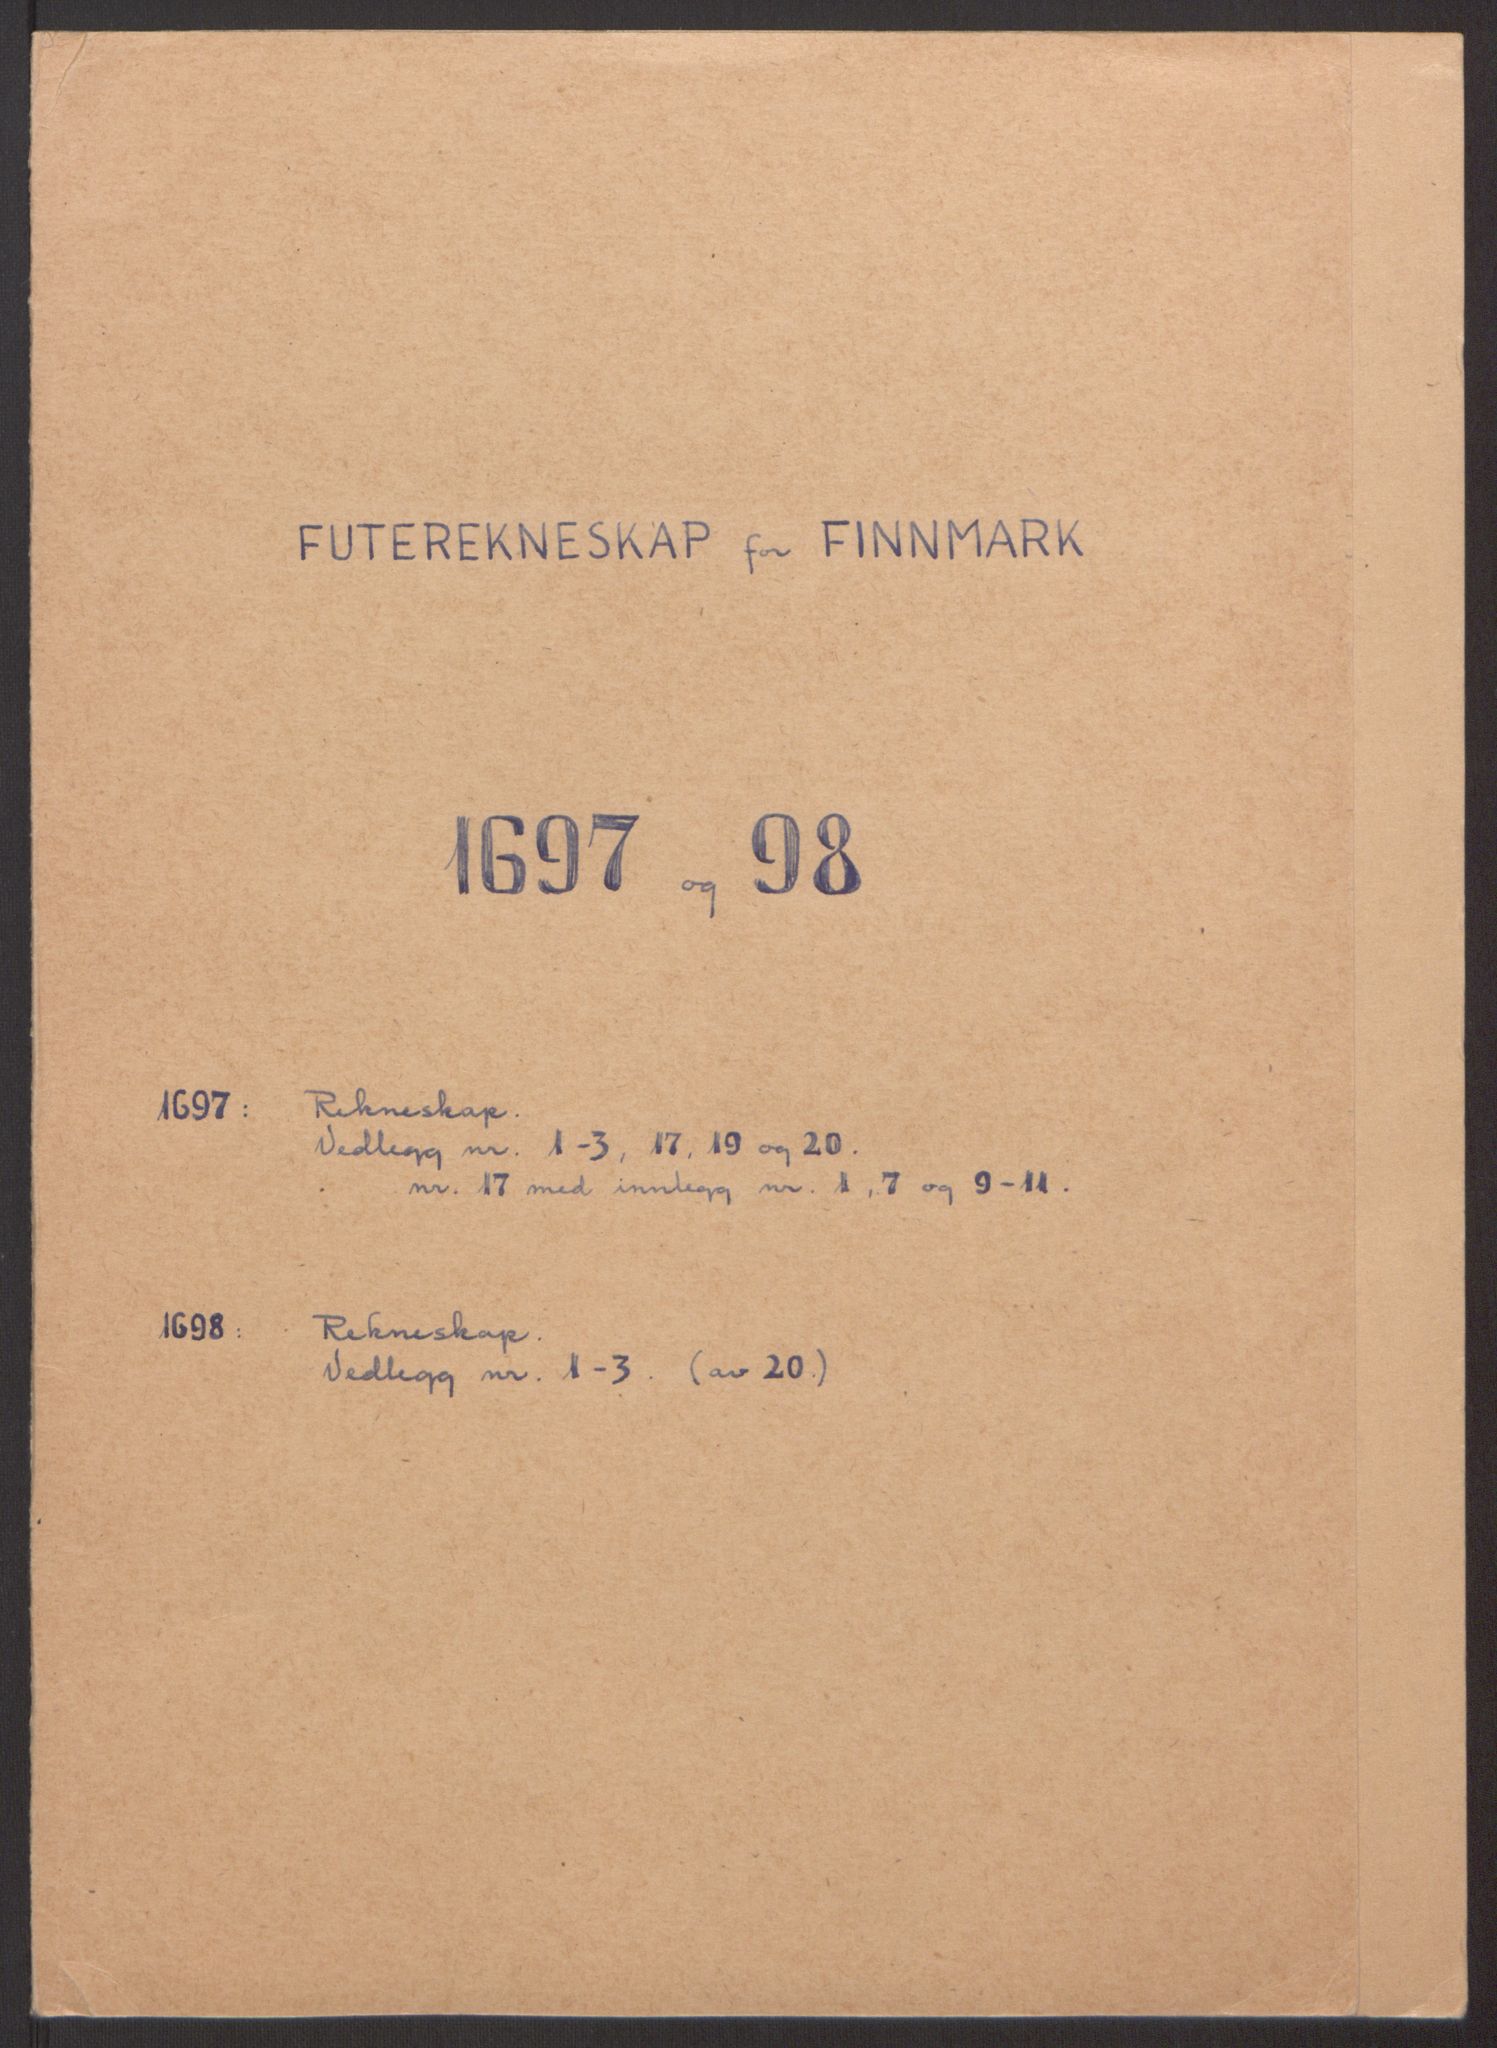 FUTEREKNESKAP for FINNMARK
1697 og 98
1697: Rekneskap.
Vedlegg nr. 1-3, 17, 19 og 20.
nr. 17 med innlegg nr. 1, 7 og 9-11.
1698: Rekneskap.
Vedlegg nr. 1-3. (av 20.)